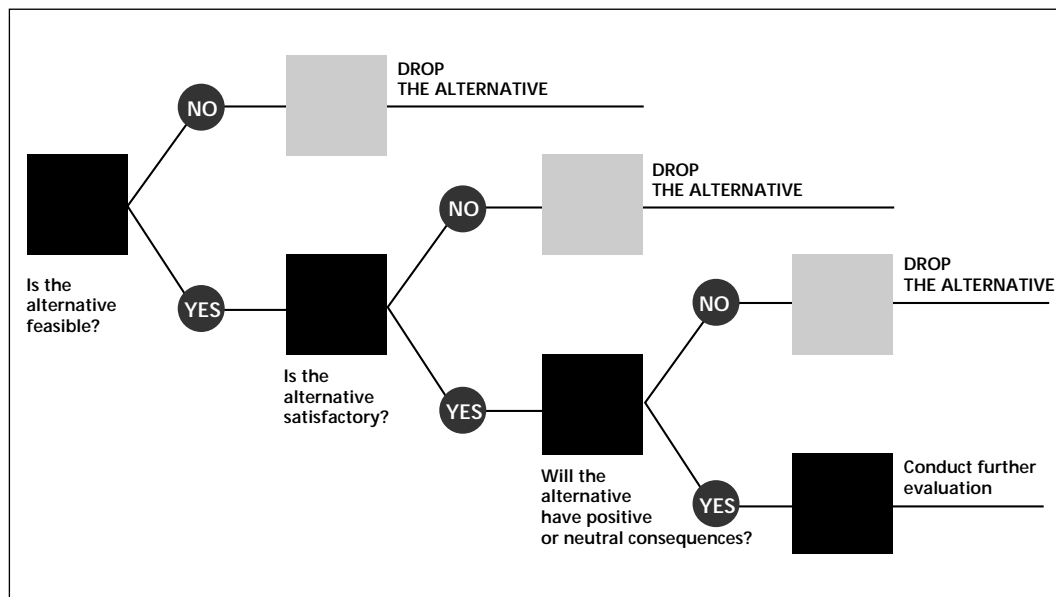 NO
DROP
THE ALTERNATIVE
Is the
alternative
feasible?
YES
NO
DROP
THE ALTERNATIVE
Is the
alternative
satisfactory?
YES
NO
DROP
THE ALTERNATIVE
Will the
alternative
have positive
or neutral consequences?
YES
Conduct further
evaluation